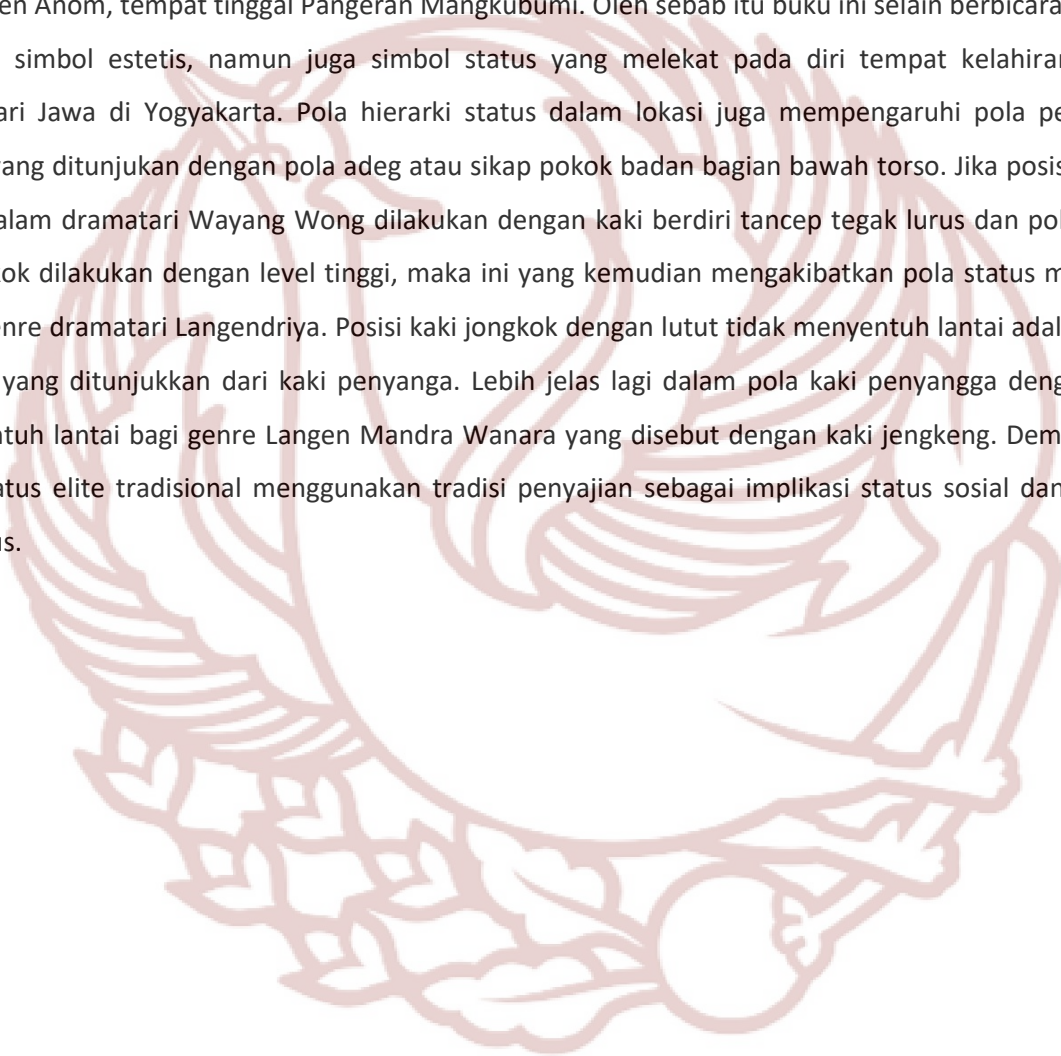 en Anom, tempat tinggal Pangeran Mangkubumi. Oleh sebab itu buku ini selain berbicara
simbol estetis, namun juga simbol status yang melekat pada diri tempat kelahiran
ari Jawa di Yogyakarta. Pola hierarki status dalam lokasi juga mempengaruhi pola pe
ang ditunjukan dengan pola adeg atau sikap pokok badan bagian bawah torso. Jika posis
alam dramatari Wayang Wong dilakukan dengan kaki berdiri tancep tegak lurus dan pol
ok dilakukan dengan level tinggi, maka ini yang kemudian mengakibatkan pola status m
enre dramatari Langendriya. Posisi kaki jongkok dengan lutut tidak menyentuh lantai adal
yang ditunjukkan dari kaki penyanga. Lebih jelas lagi dalam pola kaki penyangga deng
ntuh lantai bagi genre Langen Mandra Wanara yang disebut dengan kaki jengkeng. Dem
atus elite tradisional menggunakan tradisi penyajian sebagai implikasi status sosial dan
us.